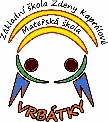 Základní škola Zdeny Kaprálové
Mateřská škola
VRBÁTKY